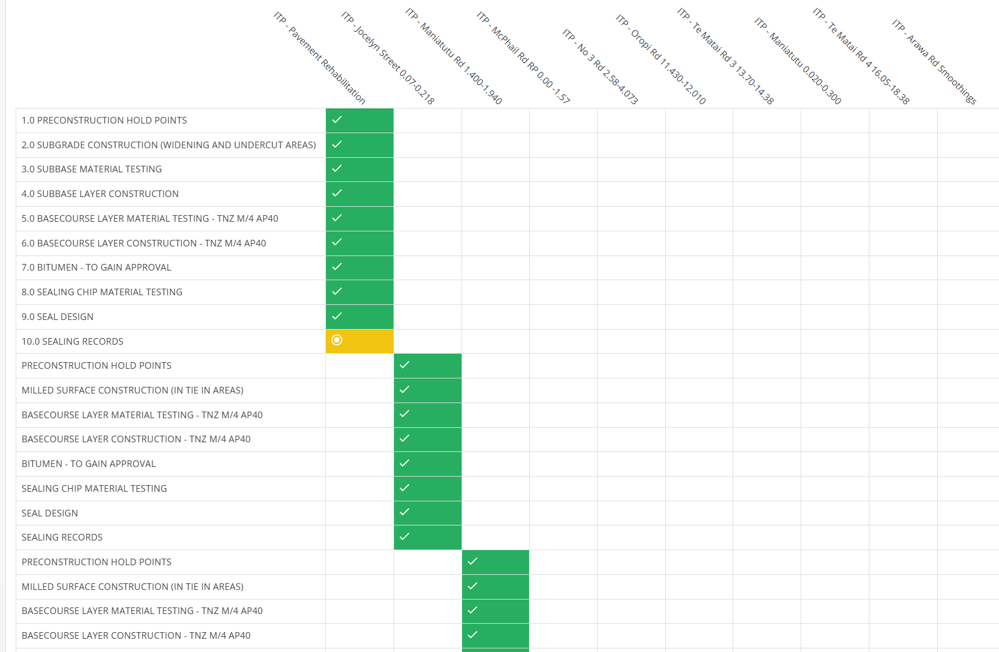 ITP - Pavement Rehabilitation
ITP - Jocelyn Street 0.07-0.218
ITP - Maniatutu Rd 1.400-1.940
ITP - McPhail Rd RP 0.00 -1.57
ITP - No 3 Rd 2.58-4.073
ITP - Oropi Rd 11.430-12.010
ITP - Te Matai Rd 3 13.70-14.38
ITP - Maniatutu 0.020-0.300
ITP - Te Matai Rd 4 16.05-18.38
ITP - Arawa Rd Smoothings
1.0 PRECONSTRUCTION HOLD POINTS
2.0 SUBGRADE CONSTRUCTION (WIDENING AND UNDERCUT AREAS)
3.0 SUBBASE MATERIAL TESTING
4.0 SUBBASE LAYER CONSTRUCTION
5.0 BASECOURSE LAYER MATERIAL TESTING - TNZ M/4 AP40
6.0 BASECOURSE LAYER CONSTRUCTION - TNZ M/4 AP40
7.0 BITUMEN - TO GAIN APPROVAL
8.0 SEALING CHIP MATERIAL TESTING
9.0 SEAL DESIGN
10.0 SEALING RECORDS
PRECONSTRUCTION HOLD POINTS
MILLED SURFACE CONSTRUCTION (IN TIE IN AREAS)
BASECOURSE LAYER MATERIAL TESTING - TNZ M/4 AP40
BASECOURSE LAYER CONSTRUCTION - TNZ M/4 AP40
BITUMEN - TO GAIN APPROVAL
SEALING CHIP MATERIAL TESTING
SEAL DESIGN
SEALING RECORDS
PRECONSTRUCTION HOLD POINTS
MILLED SURFACE CONSTRUCTION (IN TIE IN AREAS)
BASECOURSE LAYER MATERIAL TESTING - TNZ M/4 AP40
BASECOURSE LAYER CONSTRUCTION - TNZ M/4 AP40